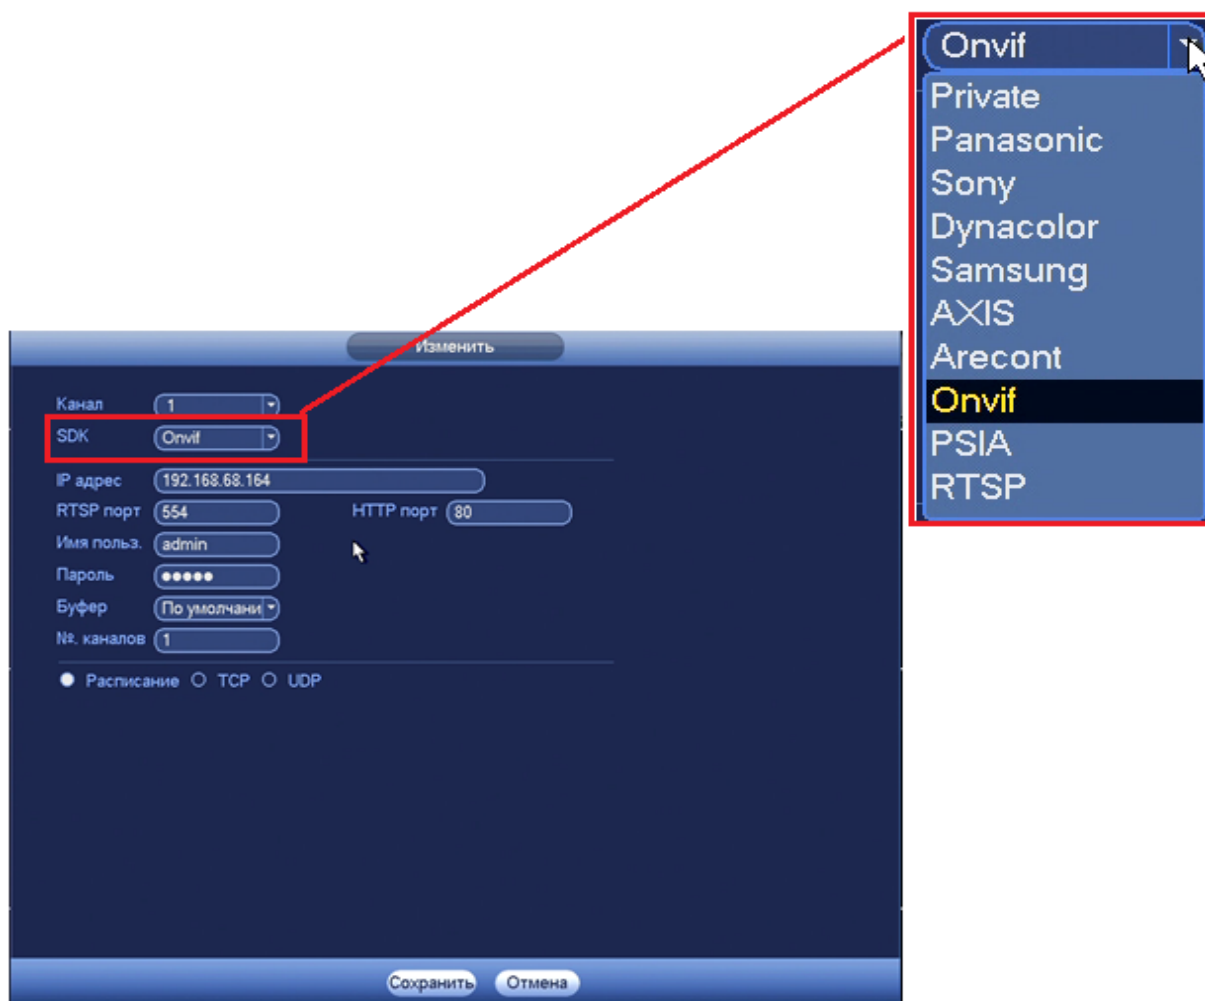 Onvif
Private
Panasonic
Sony
Dynacolor
Samsung
AXIS
Arecont
Onvif
PSIA
RTSP
Изменить
Канал 1
SDK Onvif
IP адрес 192.168.68.164
RTSP порт 554 HTTP порт 80
Имя польз. admin
Пароль ●●●●●
Буфер По умолчани
№. каналов 1
Расписание TCP UDP
Сохранить Отмена